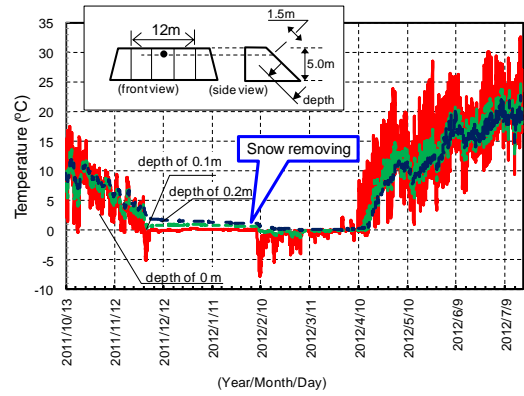 12m
1.5m
5.0m
(front view)
(side view)
depth
Snow removing
depth of 0.1m
depth of 0.2m
depth of 0 m
Temperature (℃)
35
30
25
20
15
10
5
0
-5
-10
2011/10/13
2011/11/12
2011/12/12
2012/1/11
2012/2/10
2012/3/11
2012/4/10
2012/5/10
2012/6/9
2012/7/9
(Year/Month/Day)